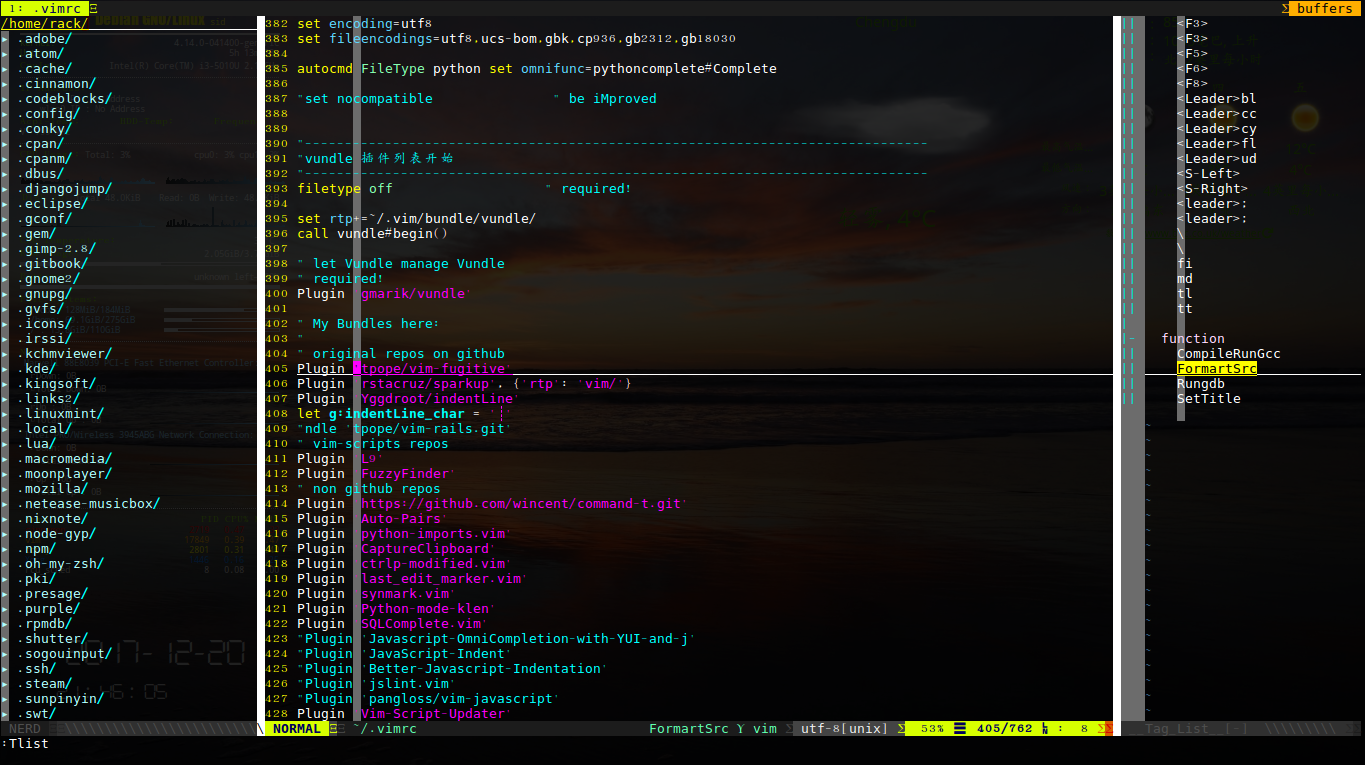 1: .vimrc
buffers
/home/rack/
.adobe/
.atom/
.cache/
.cinnamon/
.codeblocks/
.config/
.conky/
.cpan/
.cpanm/
.dbus/
.djangojump/
.eclipse/
.gconf/
.gem/
.gimp-2.8/
.gitbook/
.gnome2/
.gnupg/
.gvfs/
.icons/
.irssi/
.kchmviewer/
.kde/
.kingsoft/
.links2/
.linuxmint/
.local/
.lua/
.macromedia/
.moonplayer/
.mozilla/
.netease-musicbox/
.nixnote/
.node-gyp/
.npm/
.oh-my-zsh/
.pki/
.presage/
.purple/
.rpmdb/
.shutter/
.sogouinput/
.ssh/
.steam/
.sunpinyin/
.swt/
382 set encoding=utf8
383 set fileencodings=utf8,ucs-bom,gbk,cp936,gb2312,gb18030
384
385 autocmd FileType python set omnifunc=pythoncomplete#Complete
386
387 "set nocompatible " be iMproved
388
389
390 "------------------------------------------------------------------------------
391 "vundle 插件列表开始
392 "------------------------------------------------------------------------------
393 filetype off " required!
394
395 set rtp+=~/.vim/bundle/vundle/
396 call vundle#begin()
397
398 " let Vundle manage Vundle
399 " required!
400 Plugin 'gmarik/vundle'
401
402 " My Bundles here:
403 "
404 " original repos on github
405 Plugin 'tpope/vim-fugitive'
406 Plugin 'rstacruz/sparkup', {'rtp': 'vim/'}
407 Plugin 'Yggdroot/indentLine'
408 let g:indentLine_char = '┊'
409 "ndle 'tpope/vim-rails.git'
410 " vim-scripts repos
411 Plugin 'L9'
412 Plugin 'FuzzyFinder'
413 " non github repos
414 Plugin 'https://github.com/wincent/command-t.git'
415 Plugin 'Auto-Pairs'
416 Plugin 'python-imports.vim'
417 Plugin 'CaptureClipboard'
418 Plugin 'ctrlp-modified.vim'
419 Plugin 'last_edit_marker.vim'
420 Plugin 'synmark.vim'
421 Plugin 'Python-mode-klen'
422 Plugin 'SQLComplete.vim'
423 "Plugin 'Javascript-OmniCompletion-with-YUI-and-j'
424 "Plugin 'JavaScript-Indent'
425 "Plugin 'Better-Javascript-Indentation'
426 "Plugin 'jslint.vim'
427 "Plugin 'pangloss/vim-javascript'
428 Plugin 'Vim-Script-Updater'
<F3>
<F3>
<F5>
<F6>
<F8>
<Leader>bl
<Leader>cc
<Leader>cy
<Leader>fl
<Leader>ud
<S-Left>
<S-Right>
<leader>:
<leader>:
\
\
fi
md
tl
tt
function
CompileRunGcc
FormartSrc
Rungdb
SetTitle
NERD
NORMAL ~/.vimrc FormartSrc vim utf-8[unix] 53% 405/762 : 8
__Tag_List__[-]
:Tlist
2017-12-20